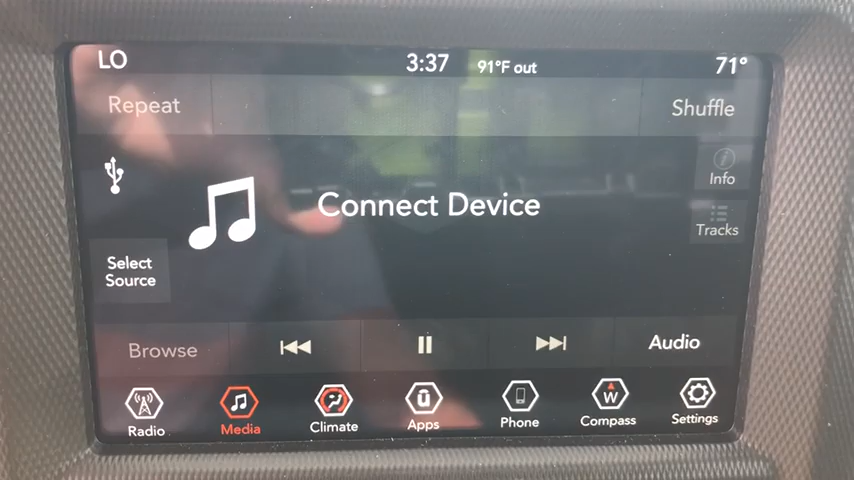 LO 3:37 91°F out 71°
Repeat Shuffle
Info
Connect Device
Tracks
Select
Source
Browse Audio
Radio Media Climate Apps Phone W Compass Settings